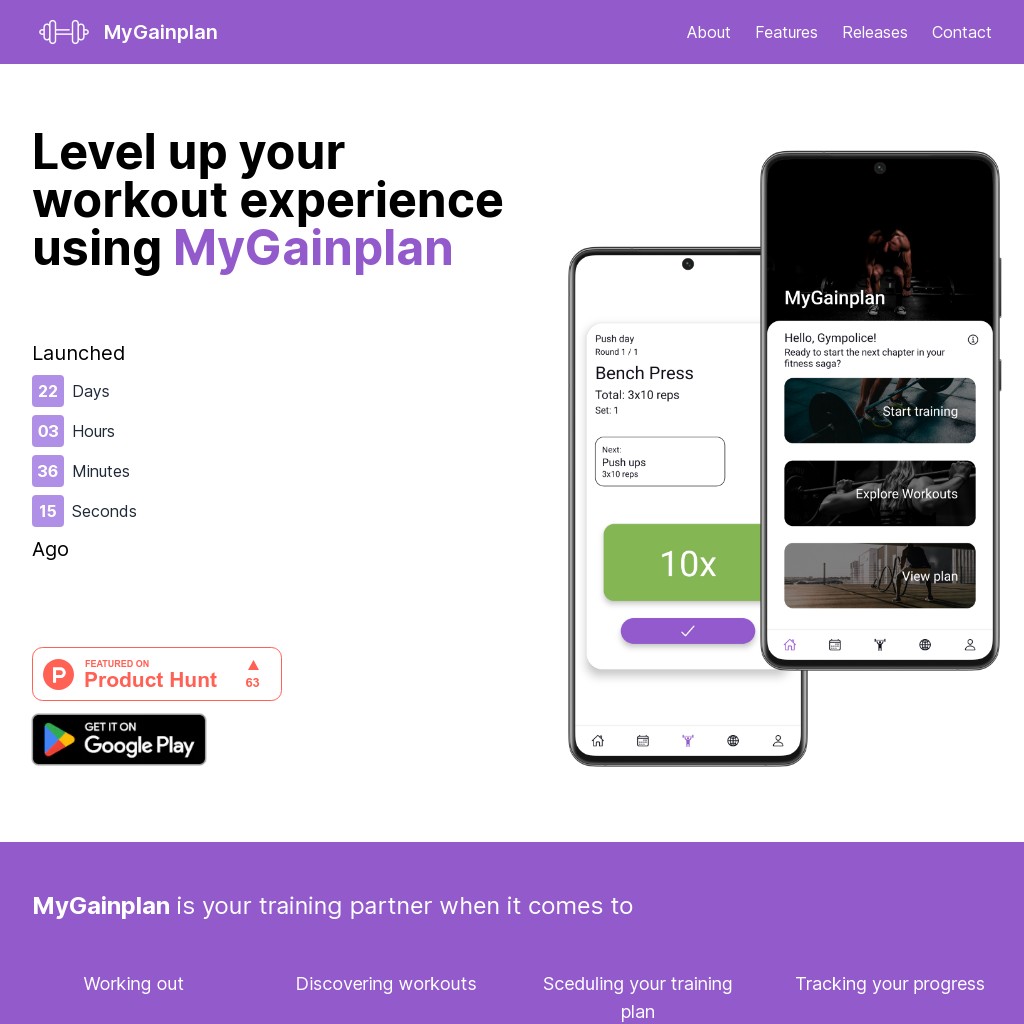 MyGainplan
About
Features
Releases
Contact
Level up your
workout experience
using MyGainplan
Launched
22 Days
03 Hours
36 Minutes
15 Seconds
Ago
P
FEATURED ON
Product Hunt
63
GET IT ON
Google Play
Push day
Round 1 / 1
Bench Press
Total: 3x10 reps
Set: 1
Next:
Push ups
3x10 reps
10x
MyGainplan
Hello, Gympolice!
Ready to start the next chapter in your
fitness saga?
Start training
Explore Workouts
View plan
MyGainplan is your training partner when it comes to
Working out
Discovering workouts
Sceduling your training
plan
Tracking your progress